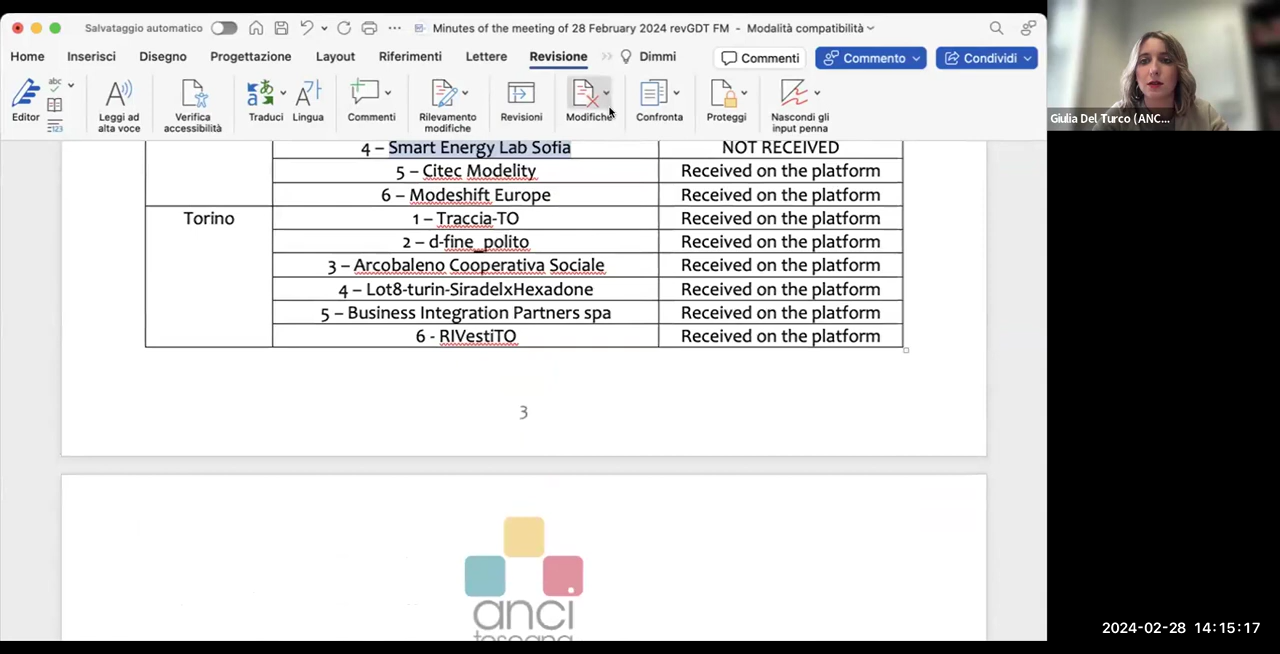 Salvataggio automatico
Minutes of the meeting of 28 February 2024 revGDT FM - Modalità compatibilità
Home Inserisci Disegno Progettazione Layout Riferimenti Lettere Revisione Dimmi Commenti Commento Condividi
Editor
Leggi ad alta voce
Verifica accessibilità
Traduci
Lingua
Commenti
Rilevamento modifiche
Revisioni
Modifiche
Confronta
Proteggi
Nascondi gli input penna
Giulia Del Turco (ANC...
4 – Smart Energy Lab Sofia NOT RECEIVED
5 – Citec Modelity Received on the platform
6 – Modeshift Europe Received on the platform
Torino 1 – Traccia-TO Received on the platform
2 – d-fine_polito Received on the platform
3 – Arcobaleno Cooperativa Sociale Received on the platform
4 – Lot8-turin-SiradelxHexadone Received on the platform
5 – Business Integration Partners spa Received on the platform
6 - RIVestiTO Received on the platform
3
anci
toscana
2024-02-28 14:15:17